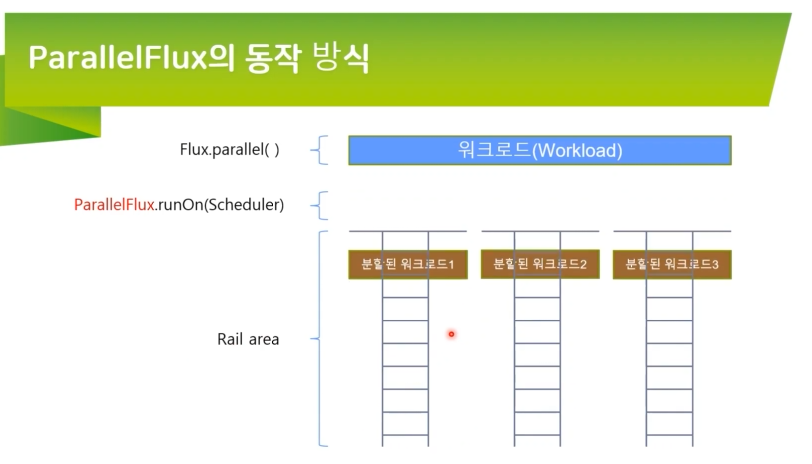 ParallelFlux의 동작 방식
Flux.parallel( )
워크로드(Workload)
ParallelFlux.runOn(Scheduler)
분할된 워크로드1
분할된 워크로드2
분할된 워크로드3
Rail area